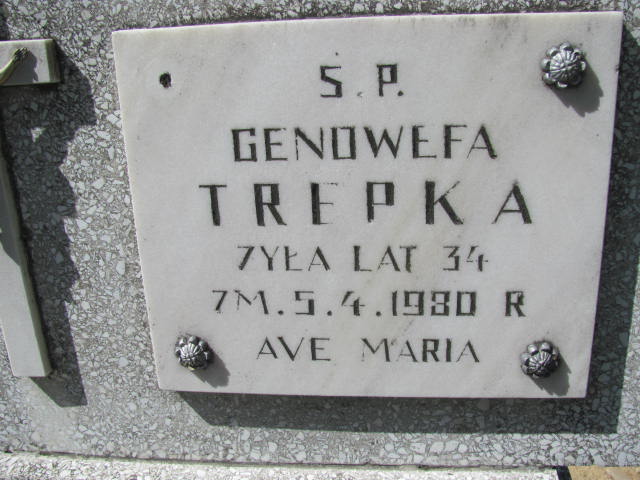 Ś.P.
GENOWEFA
TREPKA
ŻYŁA LAT 34
ZM. 5.4.1980 R
AVE MARIA